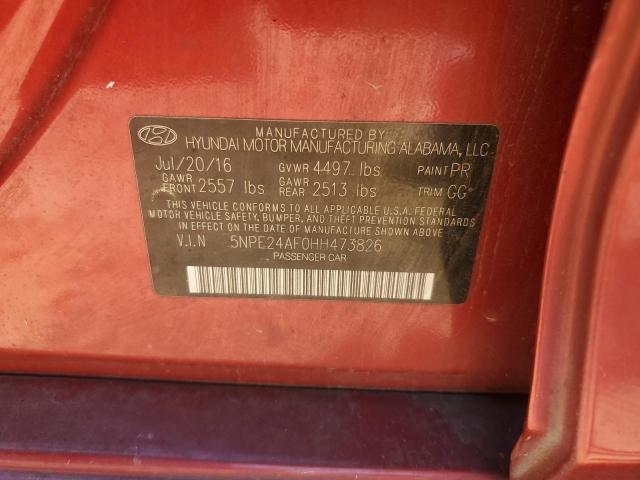 MANUFACTURED BY
HYUNDAI MOTOR MANUFACTURING ALABAMA, LLC
Jul/20/16 GVWR 4497 lbs PAINT PR
GAWR FRONT 2557 lbs GAWR REAR 2513 lbs TRIM GG
THIS VEHICLE CONFORMS TO ALL APPLICABLE U.S.A. FEDERAL
MOTOR VEHICLE SAFETY, BUMPER, AND THEFT PREVENTION STANDARDS
IN EFFECT ON THE DATE OF MANUFACTURE SHOWN ABOVE.
V.I.N 5NPE24AF0HH473826
PASSENGER CAR